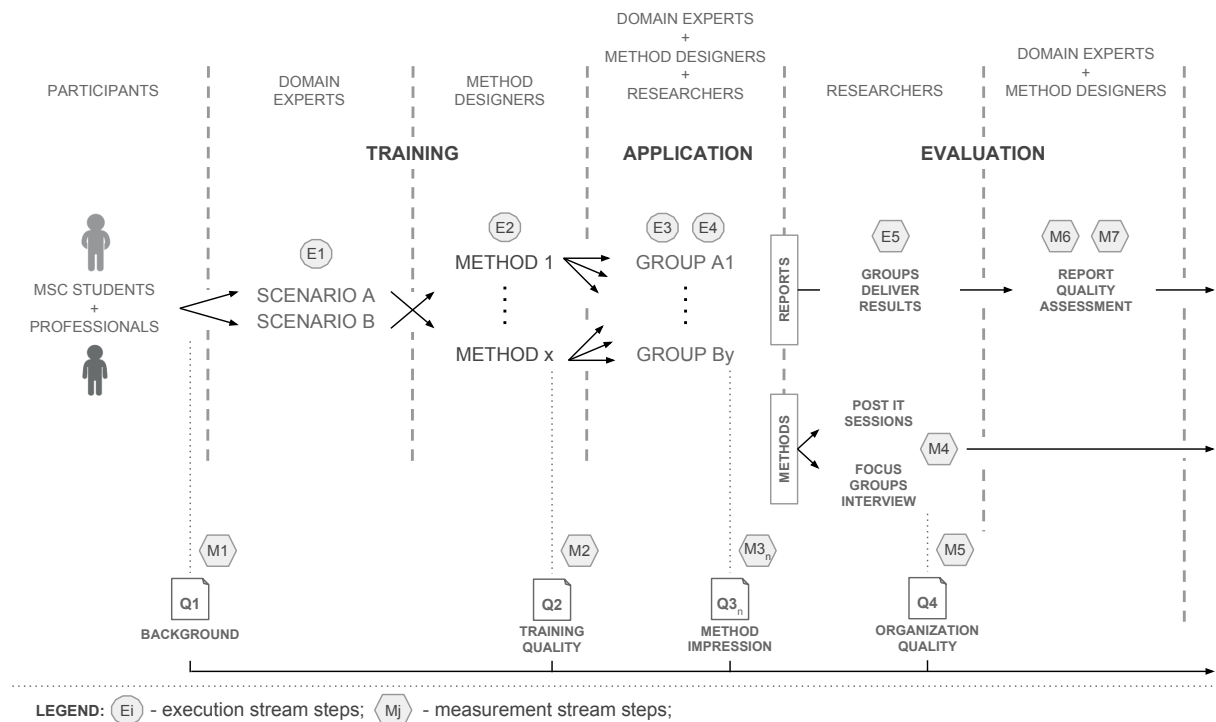 DOMAIN EXPERTS
+
METHOD DESIGNERS
+
RESEARCHERS
DOMAIN EXPERTS
+
METHOD DESIGNERS
PARTICIPANTS
DOMAIN
EXPERTS
METHOD
DESIGNERS
RESEARCHERS
TRAINING
APPLICATION
EVALUATION
MSC STUDENTS
+
PROFESSIONALS
E1
SCENARIO A
SCENARIO B
E2
METHOD 1
METHOD x
E3
E4
GROUP A1
GROUP By
REPORTS
E5
GROUPS
DELIVER
RESULTS
M6
M7
REPORT
QUALITY
ASSESSMENT
METHODS
POST IT
SESSIONS
M4
FOCUS
GROUPS
INTERVIEW
M1
Q1
BACKGROUND
M2
Q2
TRAINING
QUALITY
M3n
Q3n
METHOD
IMPRESSION
M5
Q4
ORGANIZATION
QUALITY
LEGEND: Ei - execution stream steps; Mj - measurement stream steps;